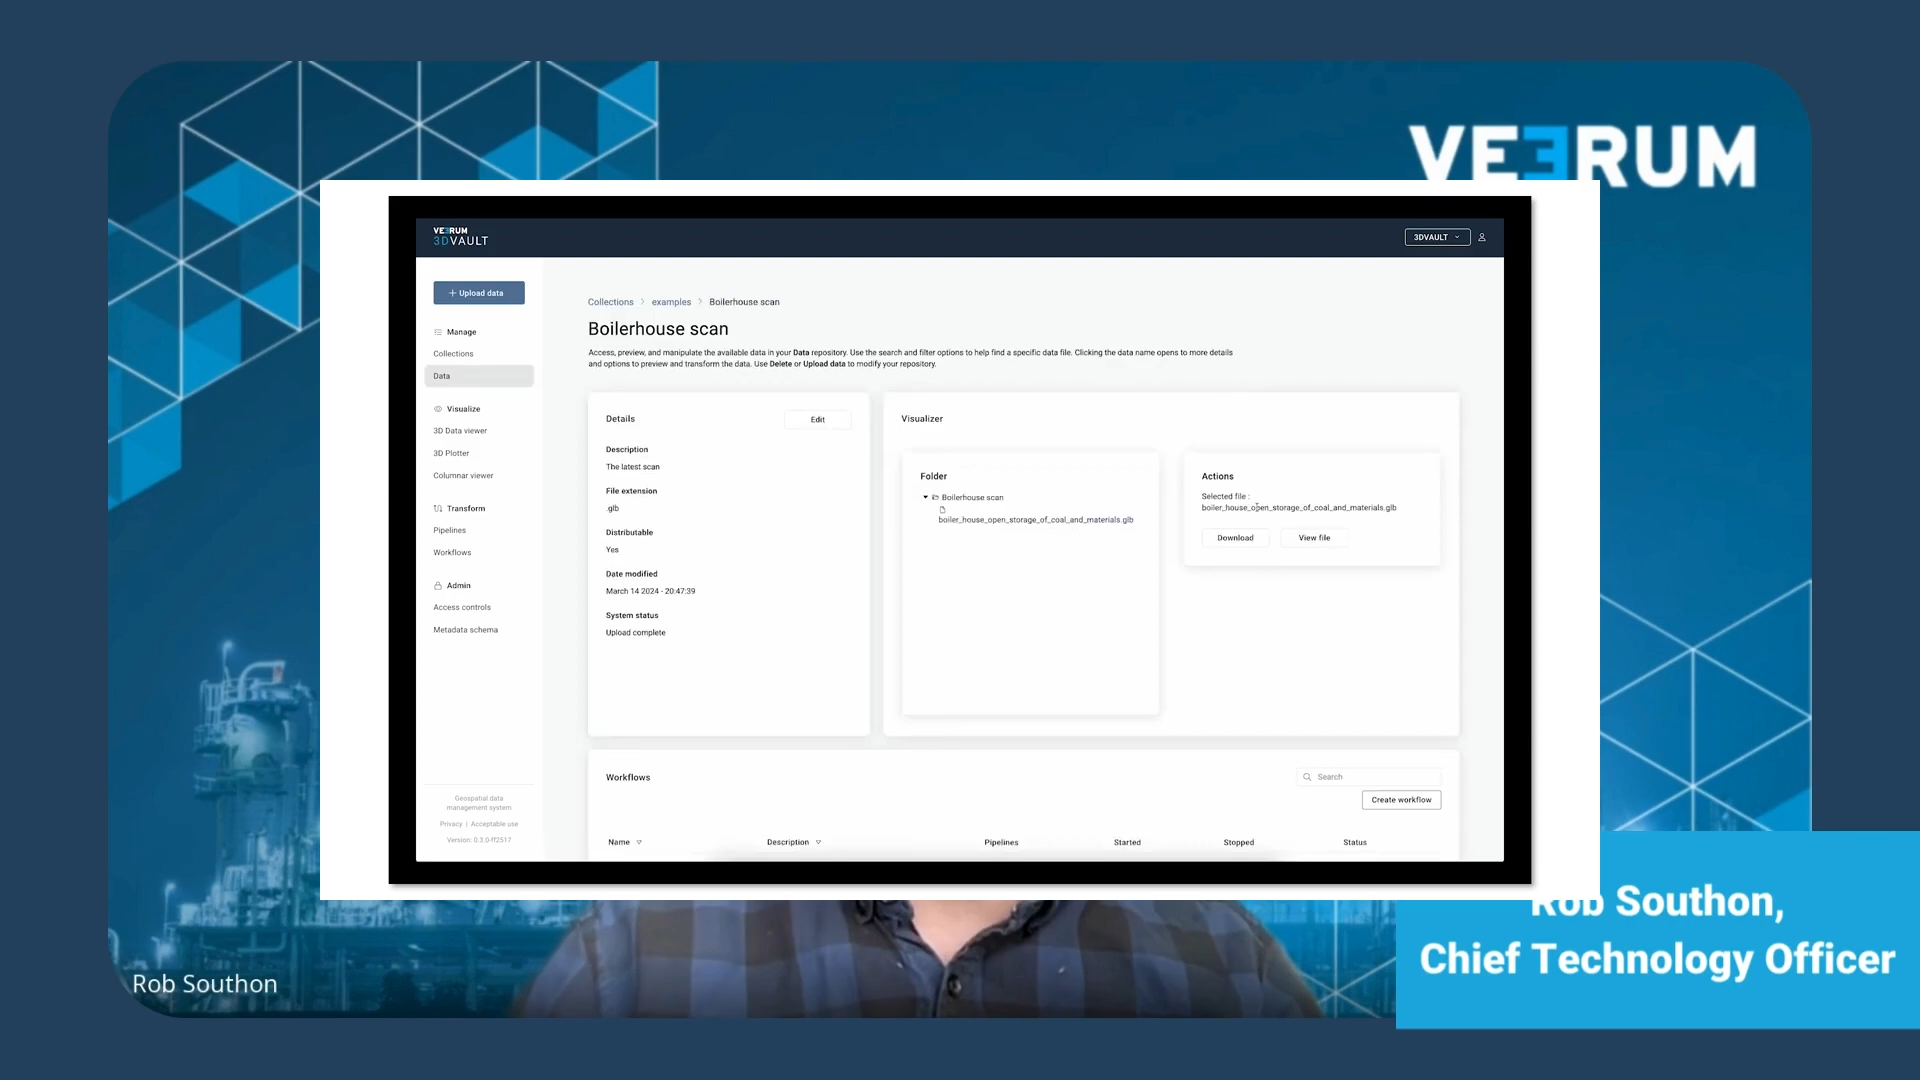 VEERUM
VEERUM
3DVAULT
3DVAULT
+ Upload data
Manage
Collections
Data
Visualize
3D Data viewer
3D Plotter
Columnar viewer
Transform
Pipelines
Workflows
Admin
Access controls
Metadata schema
Geospatial data
management system
Privacy | Acceptable use
Version: 0.3.0-ff2517
Collections > examples > Boilerhouse scan
Boilerhouse scan
Access, preview, and manipulate the available data in your Data repository. Use the search and filter options to help find a specific data file. Clicking the data name opens to more details
and options to preview and transform the data. Use Delete or Upload data to modify your repository.
Details
Edit
Description
The latest scan
File extension
.glb
Distributable
Yes
Date modified
March 14 2024 - 20:47:39
System status
Upload complete
Visualizer
Folder
Boilerhouse scan
boiler_house_open_storage_of_coal_and_materials.glb
Actions
Selected file :
boiler_house_open_storage_of_coal_and_materials.glb
Download
View file
Workflows
Search
Create workflow
Name
Description
Pipelines
Started
Stopped
Status
Rob Southon
Rob Southon,
Chief Technology Officer